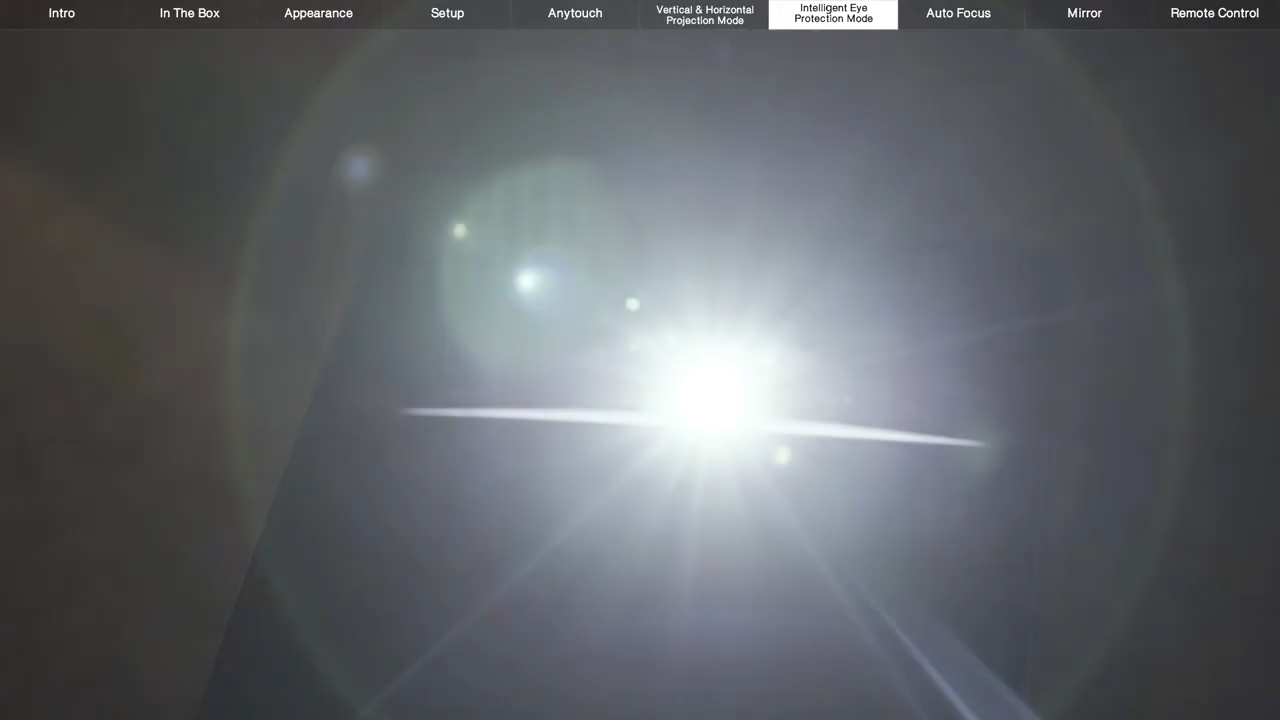 Intro
In The Box
Appearance
Setup
Anytouch
Vertical & Horizontal
Projection Mode
Intelligent Eye
Protection Mode
Auto Focus
Mirror
Remote Control